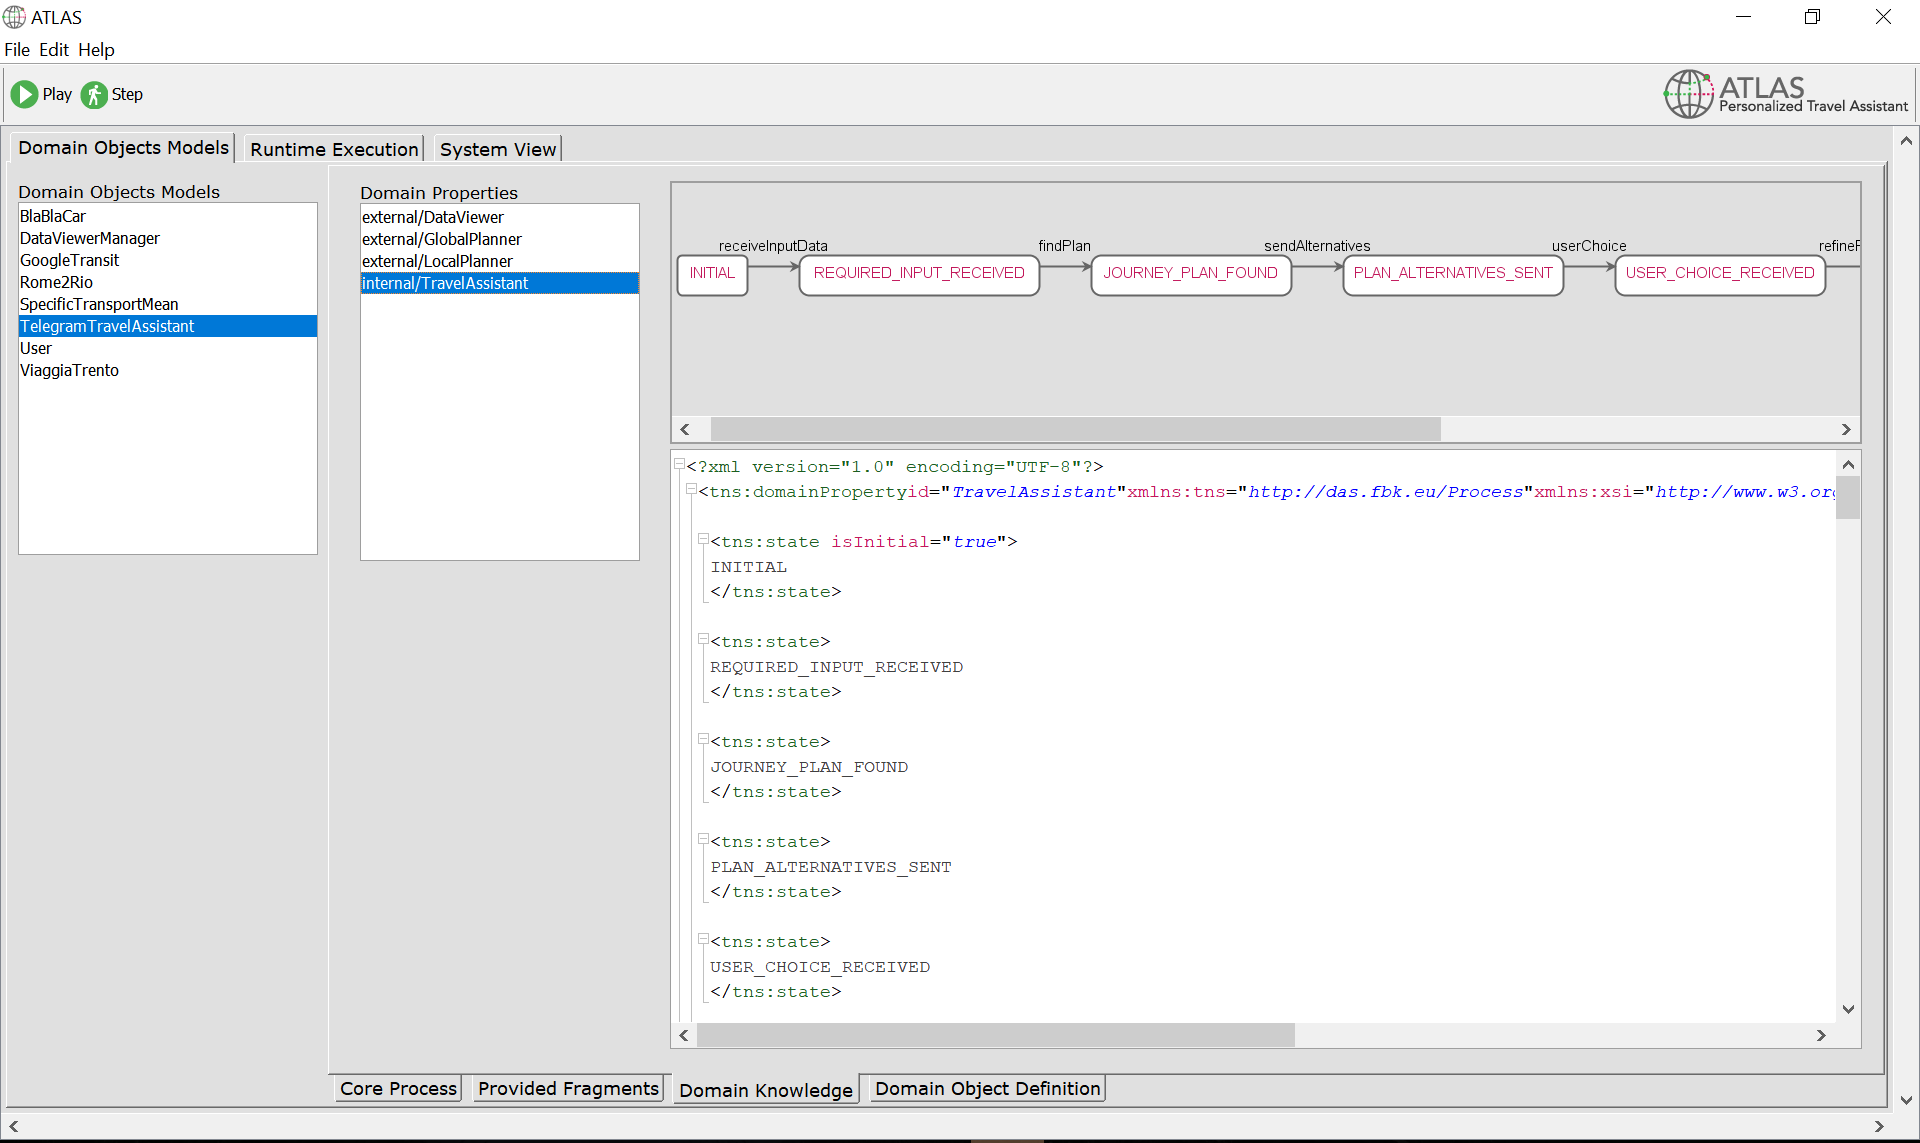 ATLAS
File Edit Help
Play Step
ATLAS
Personalized Travel Assistant
Domain Objects Models Runtime Execution System View
Domain Objects Models
BlaBlaCar
DataViewerManager
GoogleTransit
Rome2Rio
SpecificTransportMean
TelegramTravelAssistant
User
ViaggiaTrento
Domain Properties
external/DataViewer
external/GlobalPlanner
external/LocalPlanner
internal/TravelAssistant
receiveInputData findPlan sendAlternatives userChoice refineP
INITIAL REQUIRED_INPUT_RECEIVED JOURNEY_PLAN_FOUND PLAN_ALTERNATIVES_SENT USER_CHOICE_RECEIVED
<?xml version="1.0" encoding="UTF-8"?>
<tns:domainPropertyid="TravelAssistant"xmlns:tns="http://das.fbk.eu/Process"xmlns:xsi="http://www.w3.org
<tns:state isInitial="true">
INITIAL
</tns:state>
<tns:state>
REQUIRED_INPUT_RECEIVED
</tns:state>
<tns:state>
JOURNEY_PLAN_FOUND
</tns:state>
<tns:state>
PLAN_ALTERNATIVES_SENT
</tns:state>
<tns:state>
USER_CHOICE_RECEIVED
</tns:state>
Core Process Provided Fragments Domain Knowledge Domain Object Definition